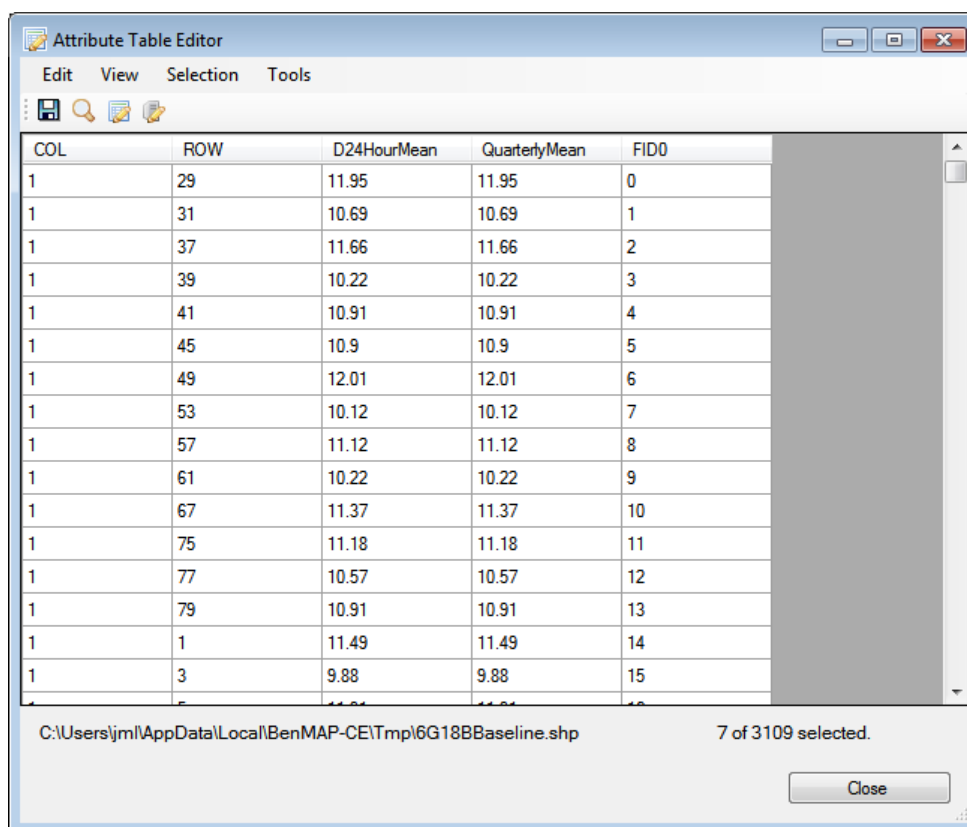 Attribute Table Editor
Edit View Selection Tools
COL ROW D24HourMean QuarterlyMean FID0
1 29 11.95 11.95 0
1 31 10.69 10.69 1
1 37 11.66 11.66 2
1 39 10.22 10.22 3
1 41 10.91 10.91 4
1 45 10.9 10.9 5
1 49 12.01 12.01 6
1 53 10.12 10.12 7
1 57 11.12 11.12 8
1 61 10.22 10.22 9
1 67 11.37 11.37 10
1 75 11.18 11.18 11
1 77 10.57 10.57 12
1 79 10.91 10.91 13
1 1 11.49 11.49 14
1 3 9.88 9.88 15
C:\Users\jml\AppData\Local\BenMAP-CE\Tmp\6G18BBaseline.shp 7 of 3109 selected.
Close